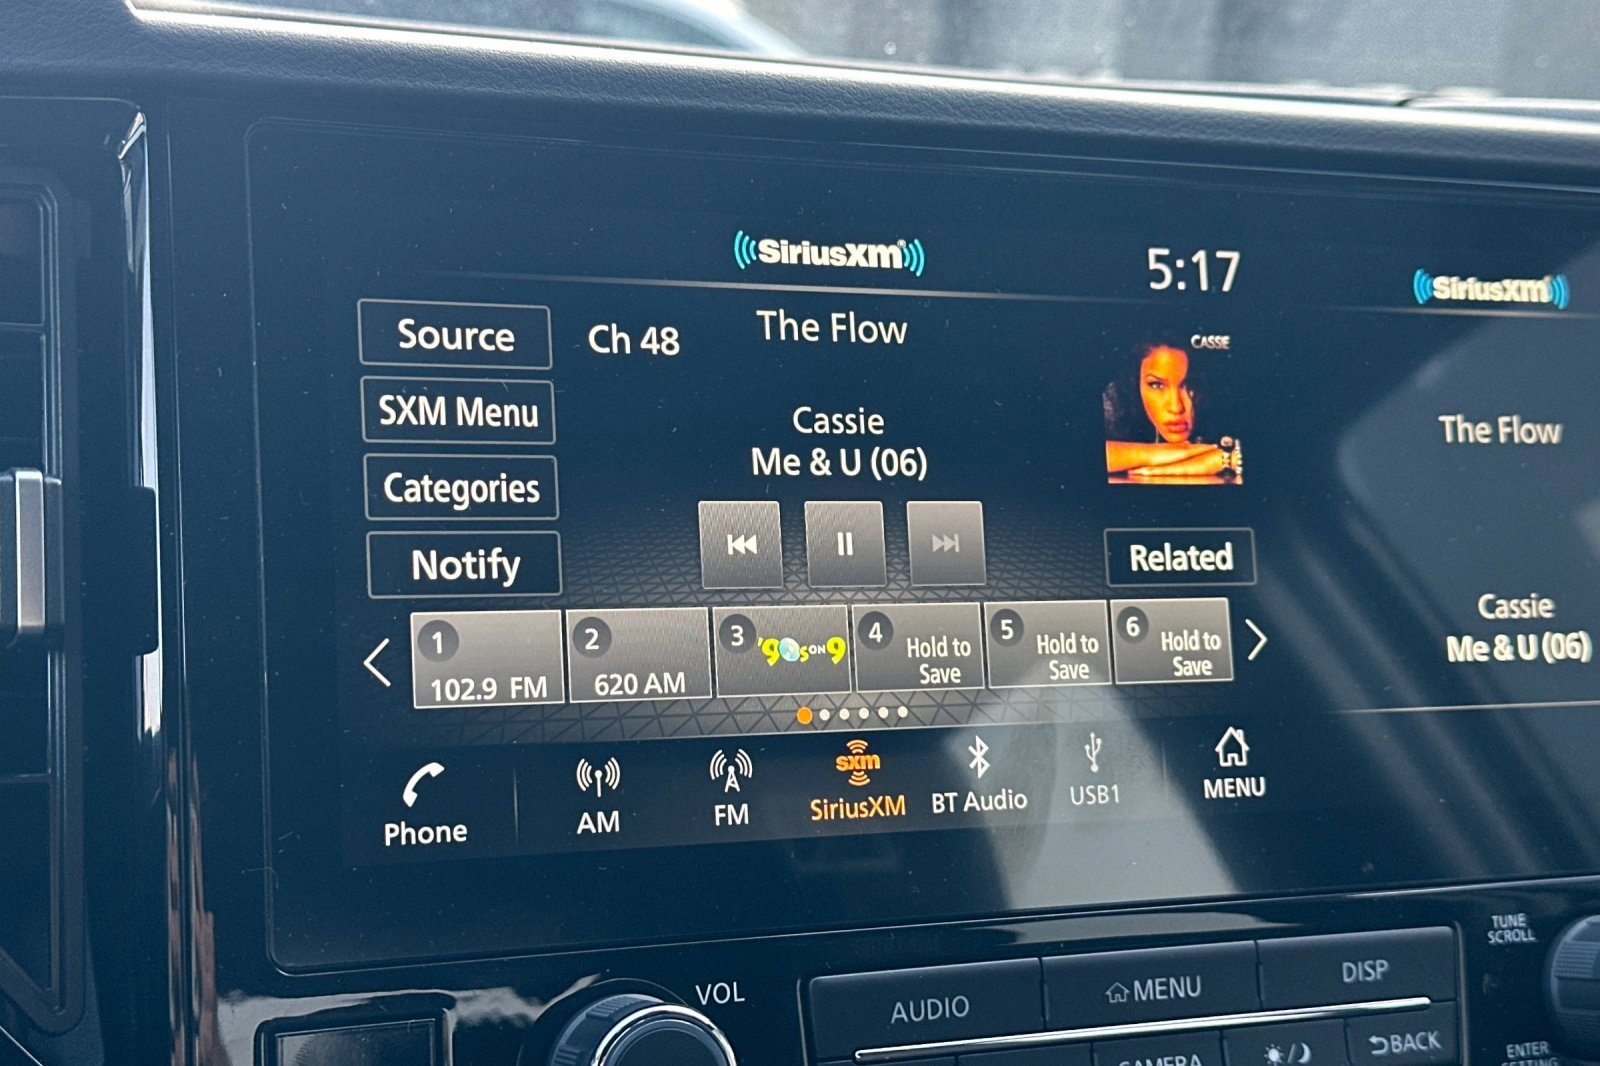 SiriusXM®
5:17
SiriusXM
Source
Ch 48
The Flow
CASSIE
SXM Menu
Cassie
The Flow
Me & U (06)
Categories
Notify
Related
Cassie
Me & U (06)
1
102.9 FM
2
620 AM
3
'90s ON 9
4
Hold to
Save
5
Hold to
Save
6
Hold to
Save
Phone
AM
FM
sxm
SiriusXM
BT Audio
USB1
MENU
TUNE
SCROLL
VOL
AUDIO
MENU
DISP
CAMERA
BACK
ENTER
SETTING